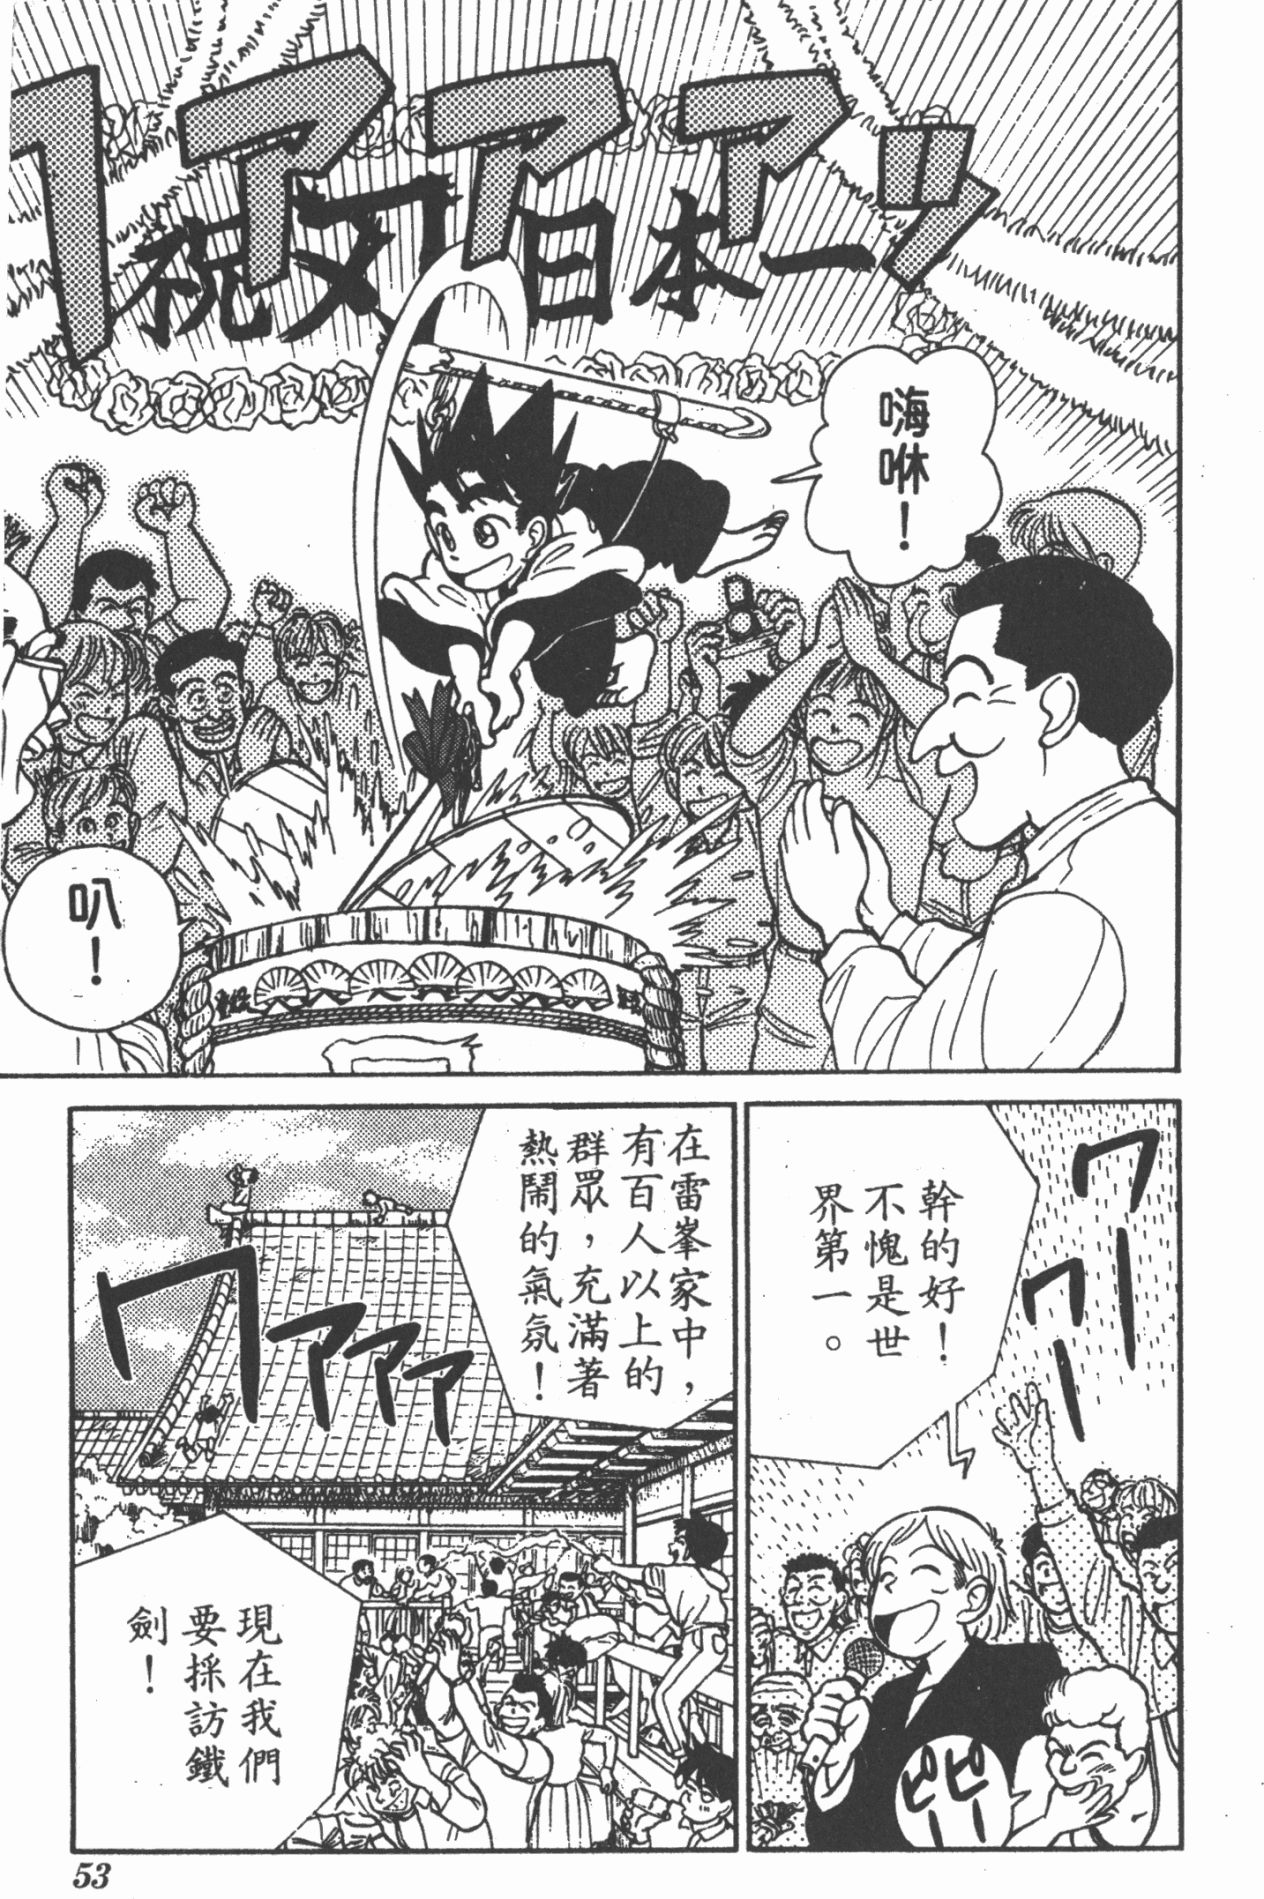 ワアアアッ
祝 日本一
嗨咻！
叭！
ワー
ワー
幹的好！
不愧是世
界第一。
ピーピー
在雷峯家中，
有百人以上的
群眾，充滿著
熱鬧的氣氛！
ワアアア
現在我們
要採訪鐵
劍！
53